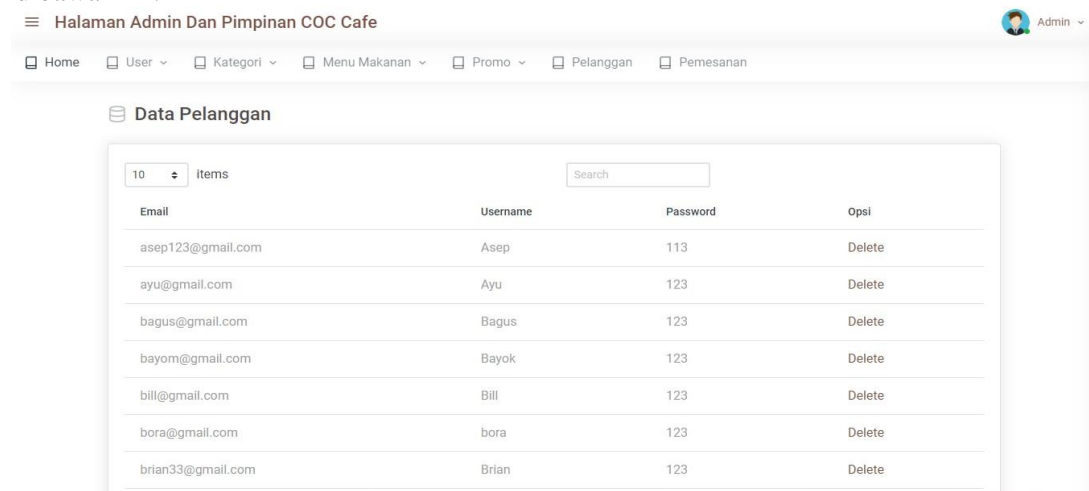 Halaman Admin Dan Pimpinan COC Cafe Admin
Home User Kategori Menu Makanan Promo Pelanggan Pemesanan
Data Pelanggan
10 items Search
Email Username Password Opsi
asep123@gmail.com Asep 113 Delete
ayu@gmail.com Ayu 123 Delete
bagus@gmail.com Bagus 123 Delete
bayom@gmail.com Bayok 123 Delete
bill@gmail.com Bill 123 Delete
bora@gmail.com bora 123 Delete
brian33@gmail.com Brian 123 Delete